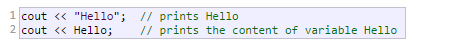 1 cout << "Hello";  // prints Hello
2 cout << Hello;    // prints the content of variable Hello